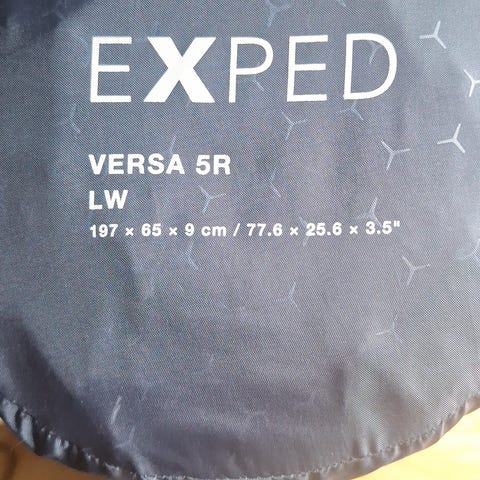 EXPED
VERSA 5R
LW
197 × 65 × 9 cm / 77.6 × 25.6 × 3.5"